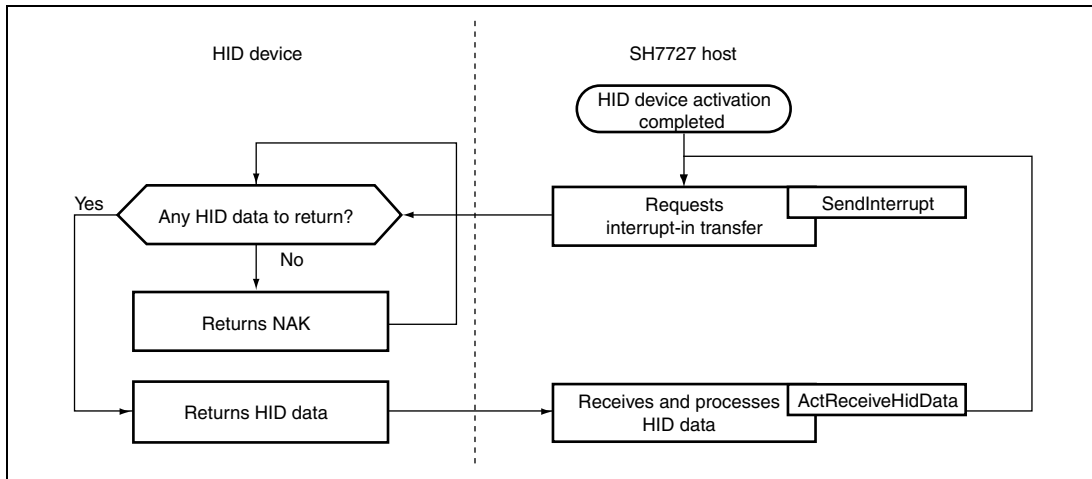 HID device
SH7727 host
HID device activation
completed
Yes
Any HID data to return?
Requests
interrupt-in transfer
SendInterrupt
No
Returns NAK
Returns HID data
Receives and processes
HID data
ActReceiveHidData